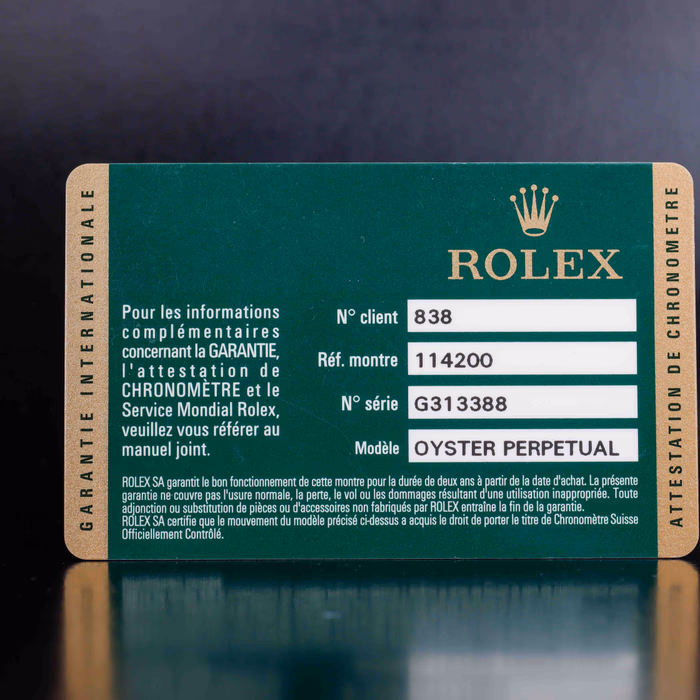 GARANTIE INTERNATIONALE
ROLEX
Pour les informations
complémentaires
concernant la GARANTIE,
l'attestation de
CHRONOMÈTRE et le
Service Mondial Rolex,
veuillez vous référer au
manuel joint.
N° client 838
Réf. montre 114200
N° série G313388
Modèle OYSTER PERPETUAL
ROLEX SA garantit le bon fonctionnement de cette montre pour la durée de deux ans à partir de la date d'achat. La présente
garantie ne couvre pas l'usure normale, la perte, le vol ou les dommages résultant d'une utilisation inappropriée. Toute
adjonction ou substitution de pièces ou d'accessoires non fabriqués par ROLEX entraîne la fin de la garantie.
ROLEX SA certifie que le mouvement du modèle précisé ci-dessus a acquis le droit de porter le titre de Chronomètre Suisse
Officiellement Contrôlé.
ATTESTATION DE CHRONOMETRE